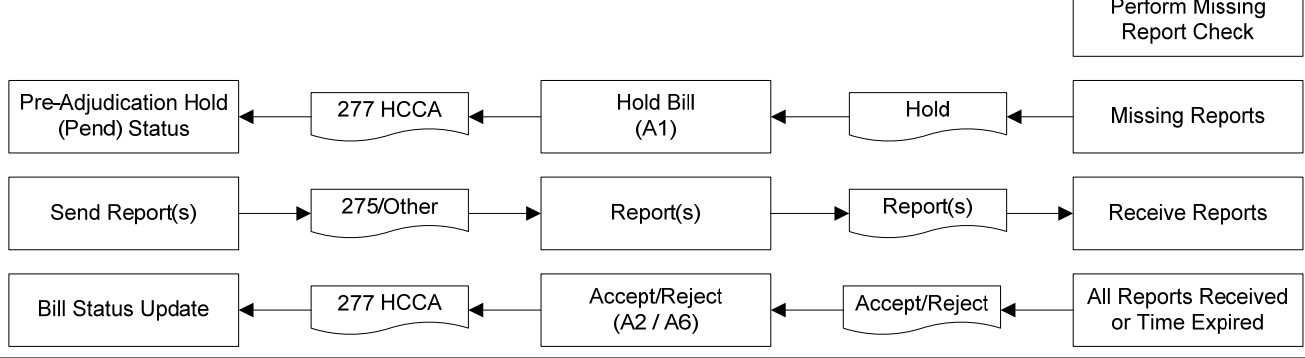 Perform Missing
Report Check
Pre-Adjudication Hold
(Pend) Status
277 HCCA
Hold Bill
(A1)
Hold
Missing Reports
Send Report(s)
275/Other
Report(s)
Report(s)
Receive Reports
Bill Status Update
277 HCCA
Accept/Reject
(A2 / A6)
Accept/Reject
All Reports Received
or Time Expired